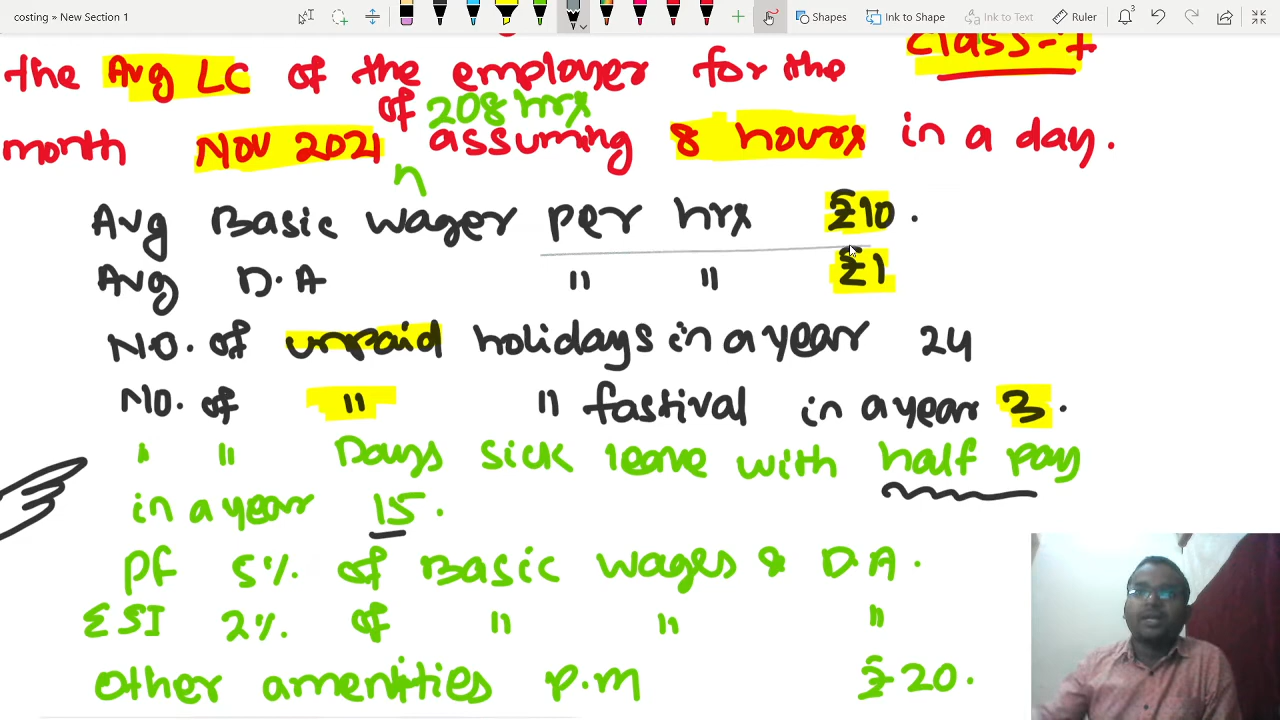 costing » New Section 1
Shapes Ink to Shape Ink to Text Ruler
class-7
the Avg LC of the employer for the
of 208 hrs
month Nov 2021 assuming 8 hours in a day.
n
Avg Basic wages per hrs ₹10.
Avg D.A " " ₹1
NO. of unpaid holidays in a year 24
NO. of " " fastival in a year 3.
" " Days sick leave with half pay
in a year 15.
Pf 5%. of Basic wages & D.A.
ESI 2%. of " " "
Other amenities P.M ₹20.